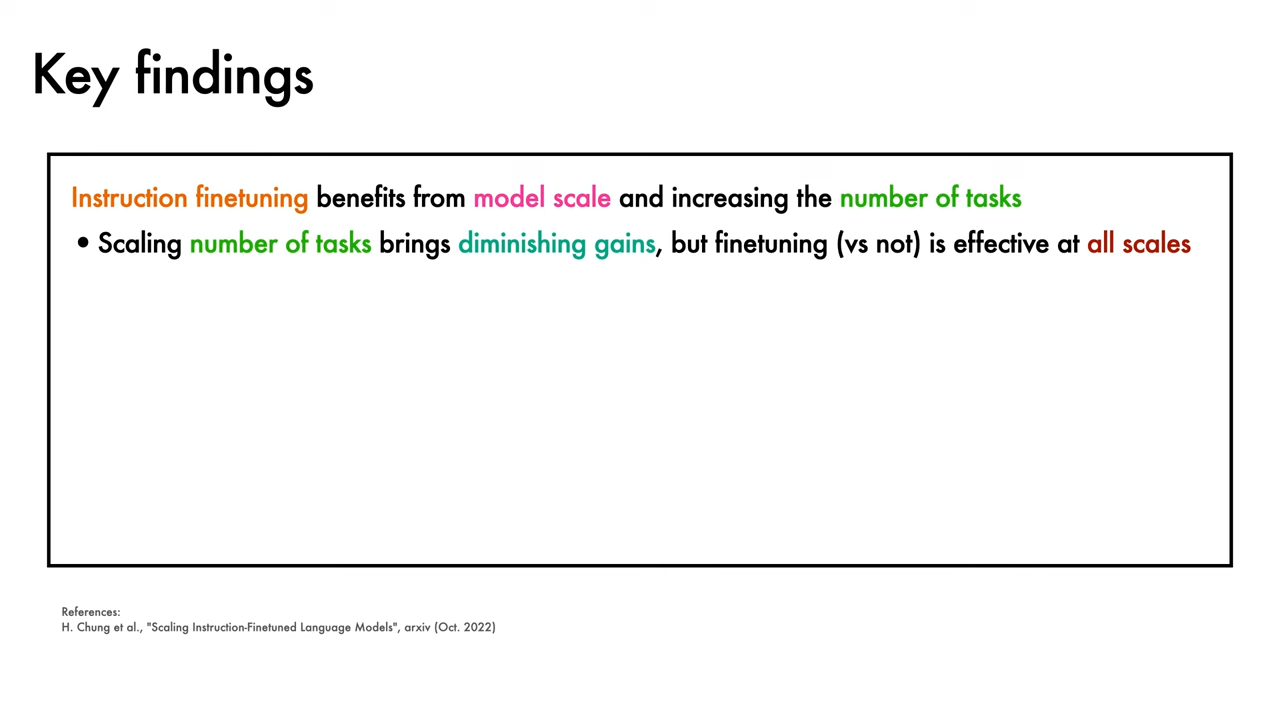 Key findings
Instruction finetuning benefits from model scale and increasing the number of tasks
• Scaling number of tasks brings diminishing gains, but finetuning (vs not) is effective at all scales
References:
H. Chung et al., "Scaling Instruction-Finetuned Language Models", arxiv (Oct. 2022)